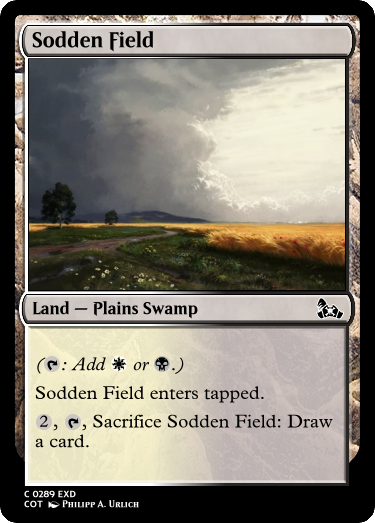 Sodden Field
Land — Plains Swamp
(: Add or .)
Sodden Field enters tapped.
2, , Sacrifice Sodden Field: Draw
a card.
C 0289 EXD
COT Philipp A. Urlich